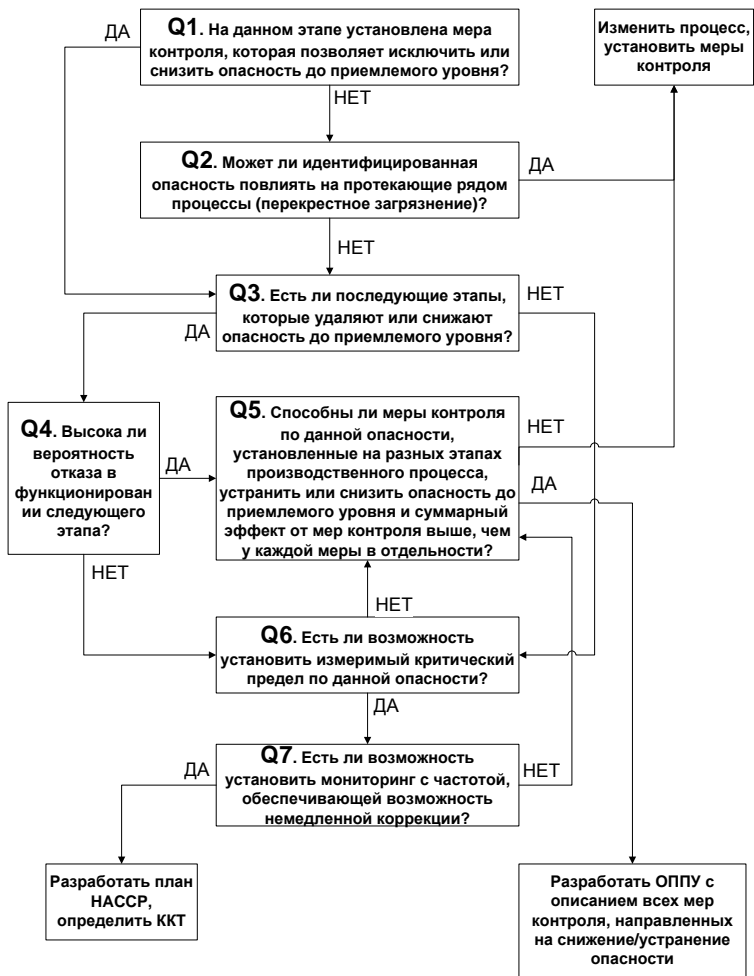 ДА
Q1. На данном этапе установлена мера
контроля, которая позволяет исключить или
снизить опасность до приемлемого уровня?
Изменить процесс,
установить меры
контроля
НЕТ
Q2. Может ли идентифицированная
опасность повлиять на протекающие рядом
процессы (перекрестное загрязнение)?
ДА
НЕТ
Q3. Есть ли последующие этапы,
которые удаляют или снижают
опасность до приемлемого уровня?
НЕТ
ДА
Q4. Высока ли
вероятность
отказа в
функционирован
ии следующего
этапа?
ДА
Q5. Способны ли меры контроля
по данной опасности,
установленные на разных этапах
производственного процесса,
устранить или снизить опасность до
приемлемого уровня и суммарный
эффект от мер контроля выше, чем
у каждой меры в отдельности?
НЕТ
ДА
НЕТ
НЕТ
Q6. Есть ли возможность
установить измеримый критический
предел по данной опасности?
ДА
ДА
Q7. Есть ли возможность
установить мониторинг с частотой,
обеспечивающей возможность
немедленной коррекции?
НЕТ
Разработать план
НАССР,
определить ККТ
Разработать ОППУ с
описанием всех мер
контроля, направленных
на снижение/устранение
опасности